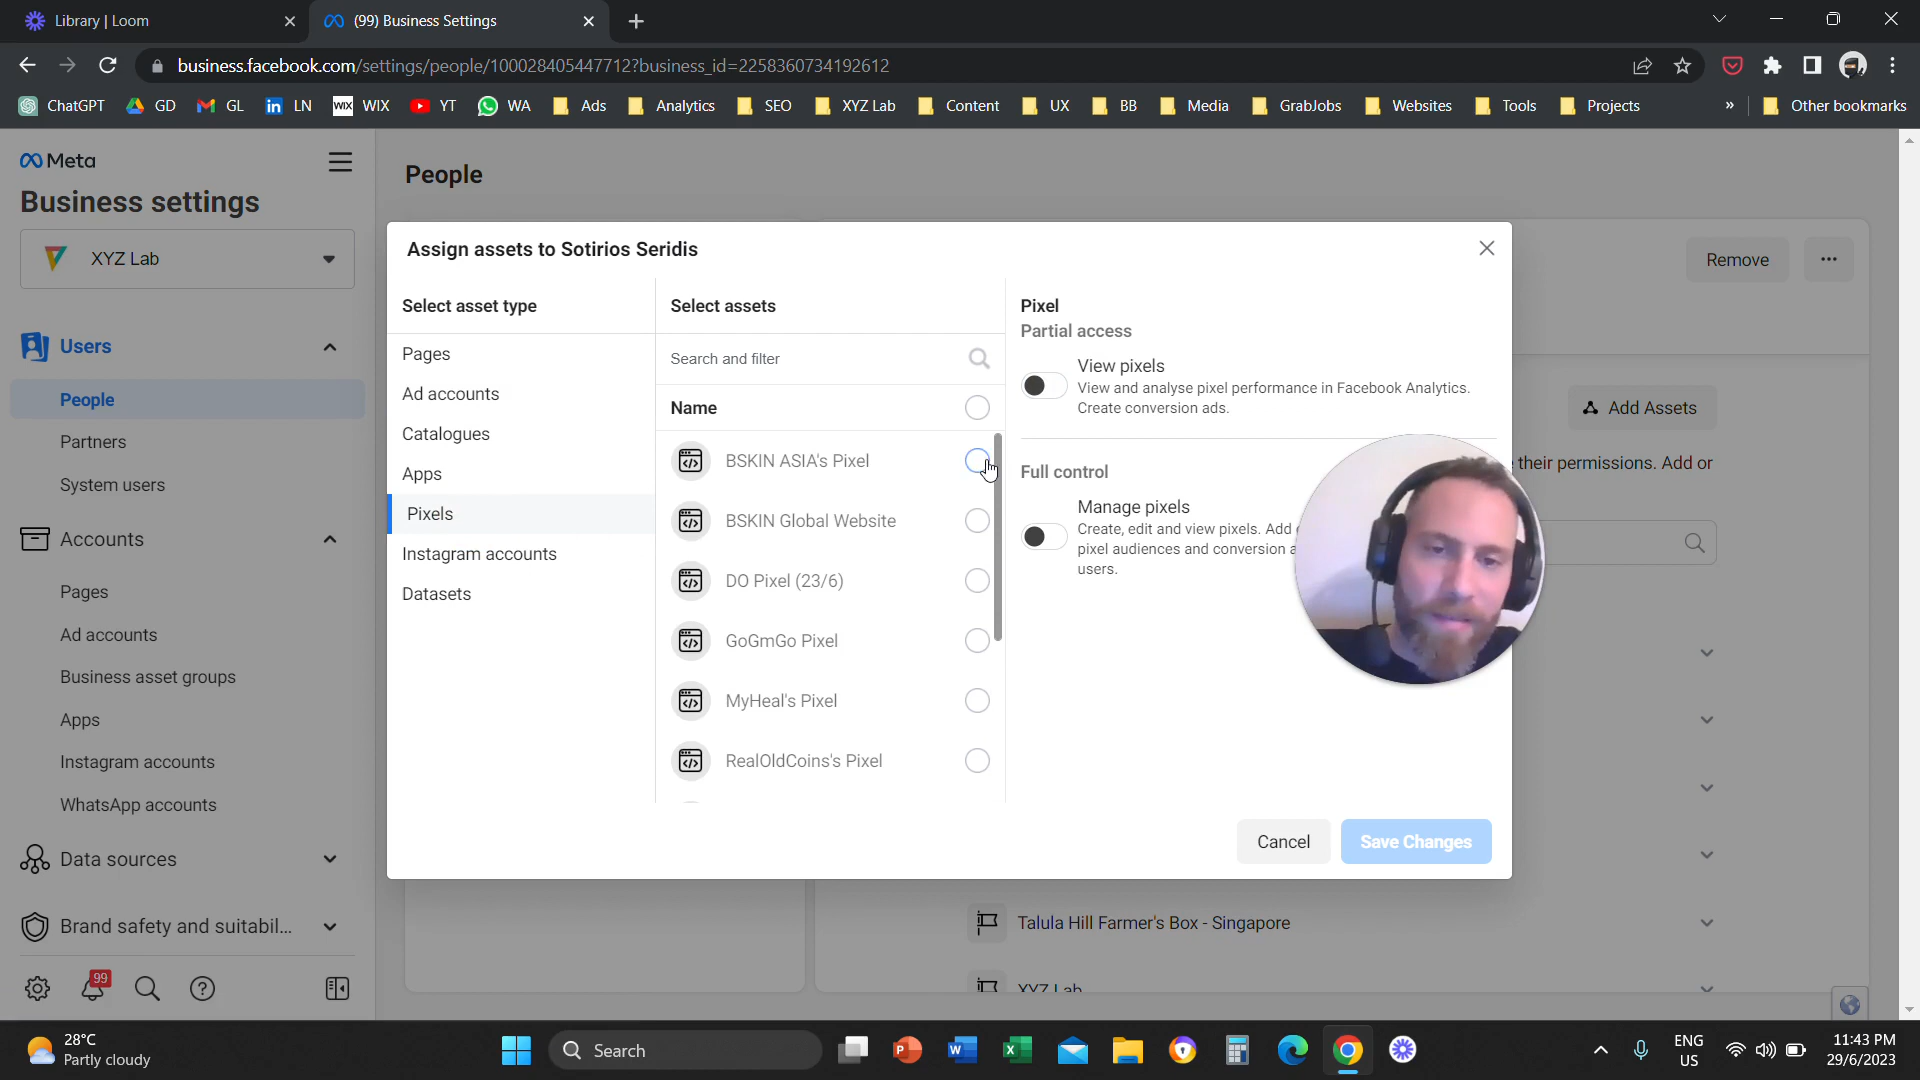 Library | Loom
(99) Business Settings
business.facebook.com/settings/people/100028405447712?business_id=2258360734192612
ChatGPT GD GL LN WIX WIX YT WA Ads Analytics SEO XYZ Lab Content UX BB Media GrabJobs Websites Tools Projects » Other bookmarks
Meta
Business settings
XYZ Lab
Users
People
Partners
System users
Accounts
Pages
Ad accounts
Business asset groups
Apps
Instagram accounts
WhatsApp accounts
Data sources
Brand safety and suitabil...
99
People
Remove
Add Assets
their permissions. Add or
Assign assets to Sotirios Seridis
Select asset type
Pages
Ad accounts
Catalogues
Apps
Pixels
Instagram accounts
Datasets
Select assets
Search and filter
Name
BSKIN ASIA's Pixel
BSKIN Global Website
DO Pixel (23/6)
GoGmGo Pixel
MyHeal's Pixel
RealOldCoins's Pixel
Pixel
Partial access
View pixels
View and analyse pixel performance in Facebook Analytics.
Create conversion ads.
Full control
Manage pixels
Create, edit and view pixels. Add
pixel audiences and conversion
users.
Cancel
Save Changes
Talula Hill Farmer's Box - Singapore
XYZ Lab
28°C
Partly cloudy
Search
ENG
US
11:43 PM
29/6/2023